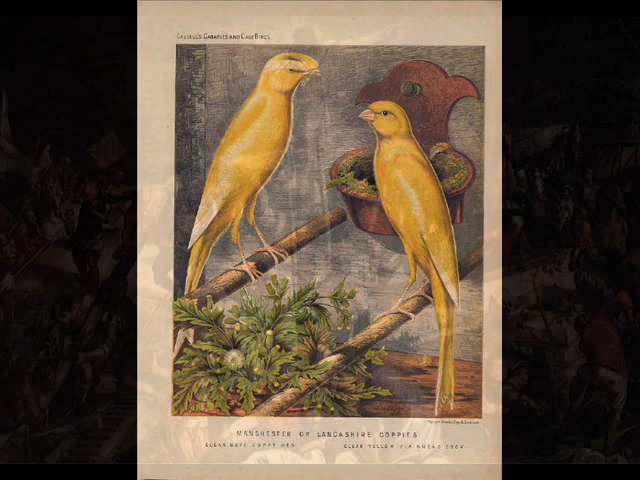 CASSELL'S CANARIES AND CAGE BIRDS
MANCHESTER OR LANCASHIRE COPPIES
CLEAR BUFF COPPY HEN. CLEAR YELLOW PLAINHEAD COCK